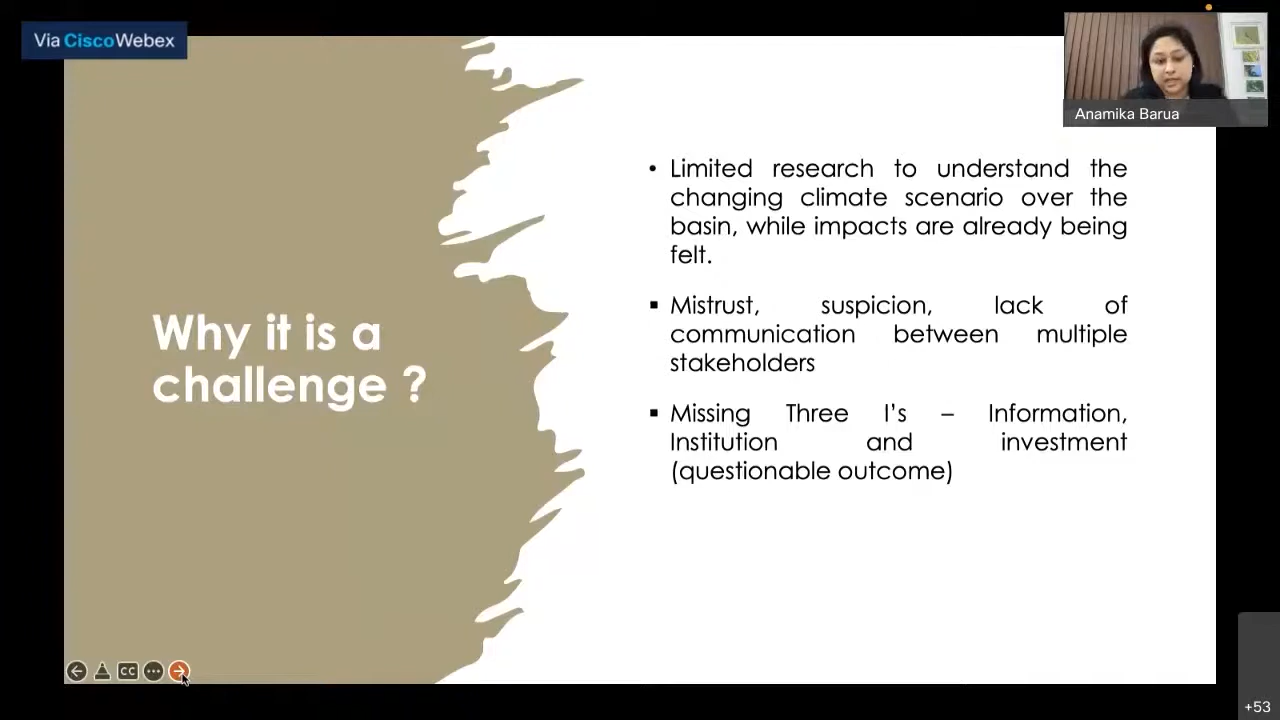 Via Cisco Webex
Anamika Barua
Why it is a
challenge ?
• Limited research to understand the
changing climate scenario over the
basin, while impacts are already being
felt.
▪ Mistrust, suspicion, lack of
communication between multiple
stakeholders
▪ Missing Three I's – Information,
Institution and investment
(questionable outcome)
CC
+53